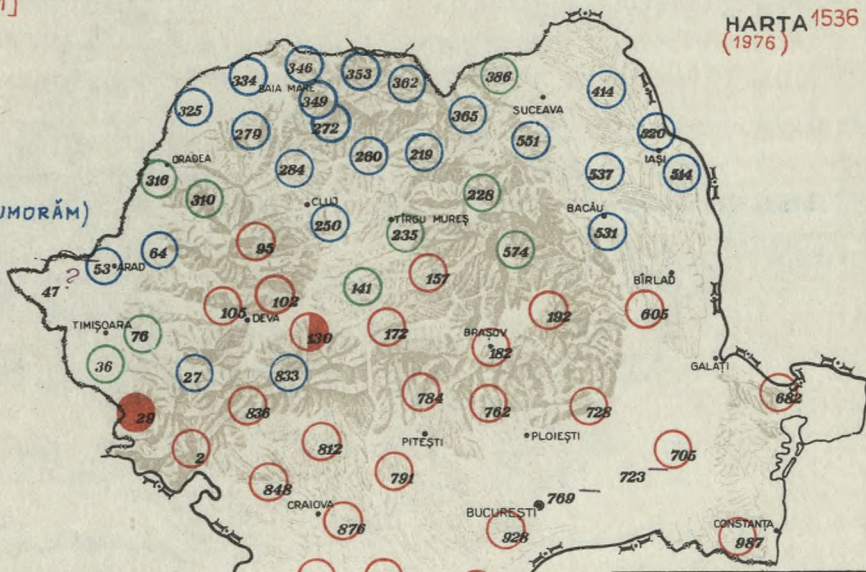 HARTA 1536
(1976)
346
353
362
386
334
BAIA MARE
349
414
325
SUCEAVA
272
365
279
520
551
IAȘI
260
219
ORADEA
284
537
514
316
310
228
UMORĂM)
CLUJ
BACĂU
TÎRGU MUREȘ
250
235
531
95
64
574
53 ARAD
157
BÎRLAD
47 ?
141
102
105
192
605
DEVA
TIMIȘOARA
76
130
172
BRAȘOV
182
GALAȚI
36
27
833
784
682
29
836
762
728
PITEȘTI
PLOIEȘTI
812
2
705
791
723
848
769
CRAIOVA
BUCUREȘTI
876
928
CONSTANȚA
987